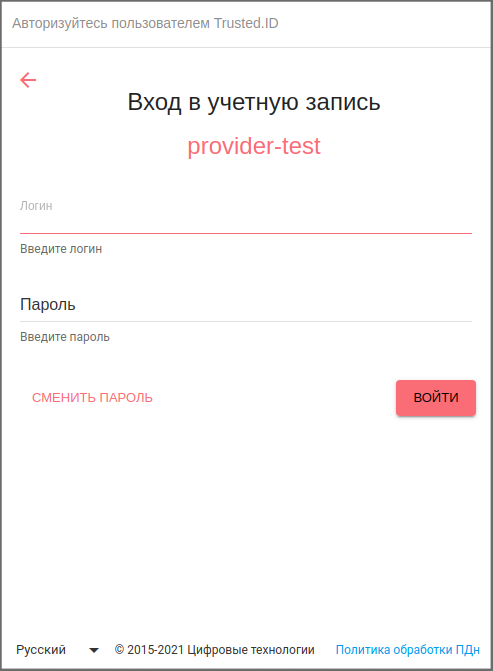 Авторизуйтесь пользователем Trusted.ID
Вход в учетную запись
provider-test
Логин
Введите логин
Пароль
Введите пароль
СМЕНИТЬ ПАРОЛЬ
ВОЙТИ
Русский © 2015-2021 Цифровые технологии Политика обработки ПДн